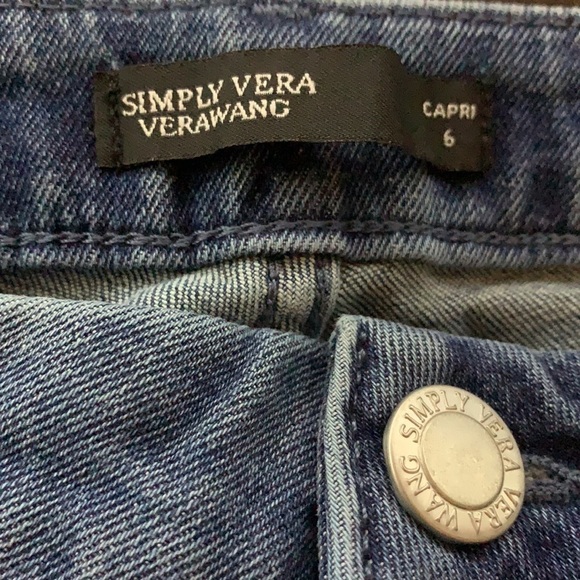 SIMPLY VERA
VERAWANG
CAPRI
6
SIMPLY VERA VERA WANG